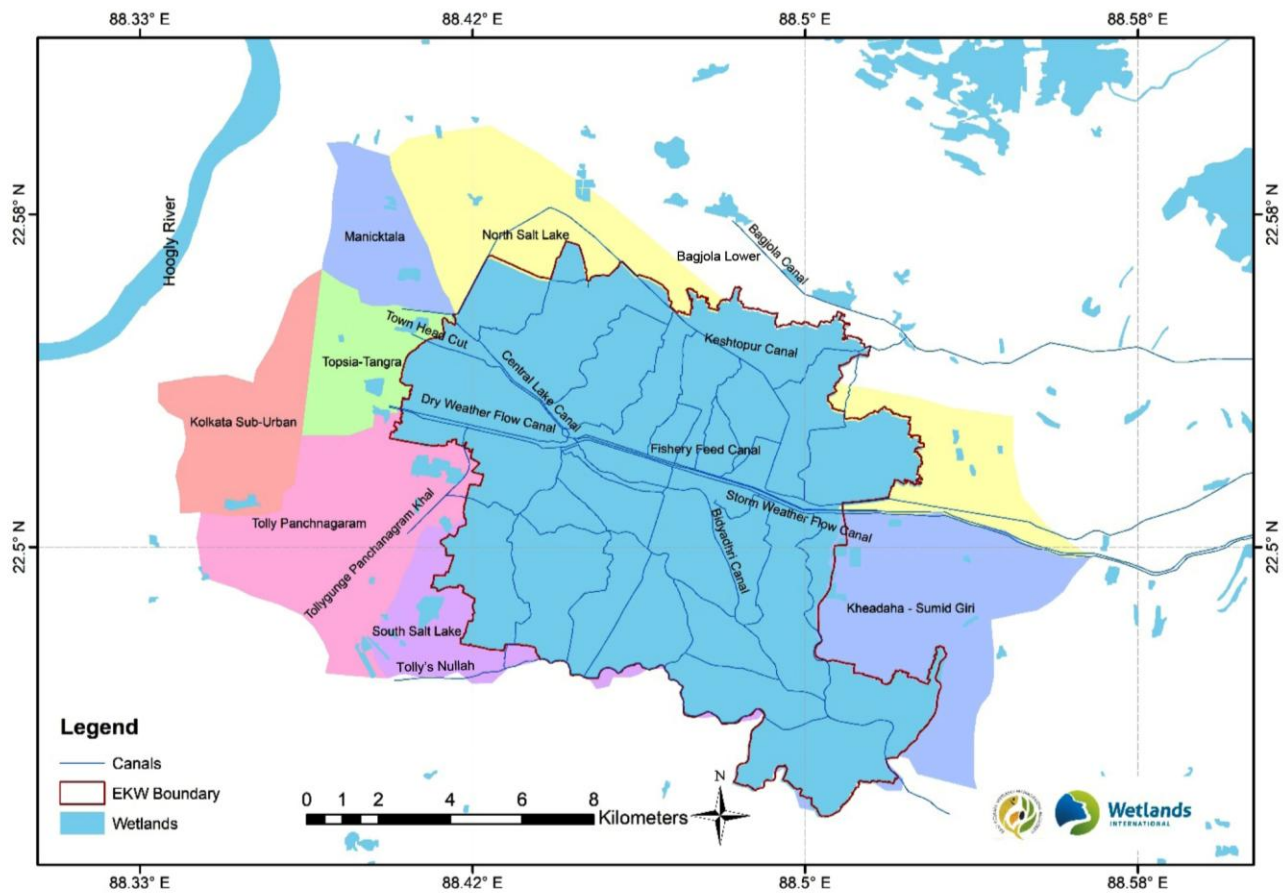 88.33° E 88.42° E 88.5° E 88.58° E
22.58° N
22.58° N
Hoogly River
Manicktala
North Salt Lake
Bagjola Lower
Bagjola Canal
Town Head Cut
Keshtopur Canal
Topsia-Tangra
Central Lake Canal
Kolkata Sub-Urban
Dry Weather Flow Canal
Fishery Feed Canal
Storm Weather Flow Canal
Tolly Panchnagaram
Tollygunge Panchanagram Khal
Bidyadhri Canal
22.5° N
22.5° N
Kheadaha - Sumid Giri
South Salt Lake
Tolly's Nullah
Legend
Canals
EKW Boundary
Wetlands
0 1 2 4 6 8
Kilometers
N
Wetlands
INTERNATIONAL
88.33° E 88.42° E 88.5° E 88.58° E